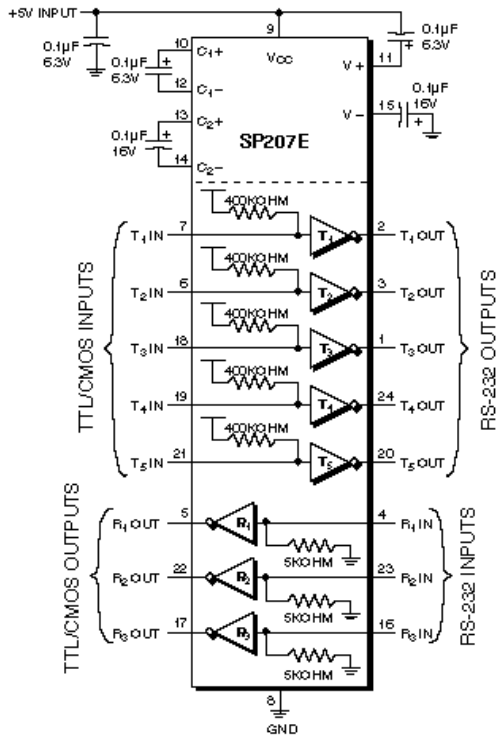 +5V INPUT
0.1µF
6.3V
9
VCC
0.1µF
6.3V
V+
11
10
C1+
0.1µF
6.3V
12
C1–
13
C2+
0.1µF
16V
14
C2–
15
V–
0.1µF
16V
SP207E
400KOHM
T1 IN
7
T1
2
T1 OUT
400KOHM
T2 IN
6
T2
3
T2 OUT
400KOHM
T3 IN
18
T3
1
T3 OUT
400KOHM
T4 IN
19
T4
24
T4 OUT
400KOHM
T5 IN
21
T5
20
T5 OUT
TTL/CMOS INPUTS
RS-232 OUTPUTS
R1 OUT
5
R1
4
R1 IN
5KOHM
R2 OUT
22
R2
23
R2 IN
5KOHM
R3 OUT
17
R3
16
R3 IN
5KOHM
TTL/CMOS OUTPUTS
RS-232 INPUTS
8
GND